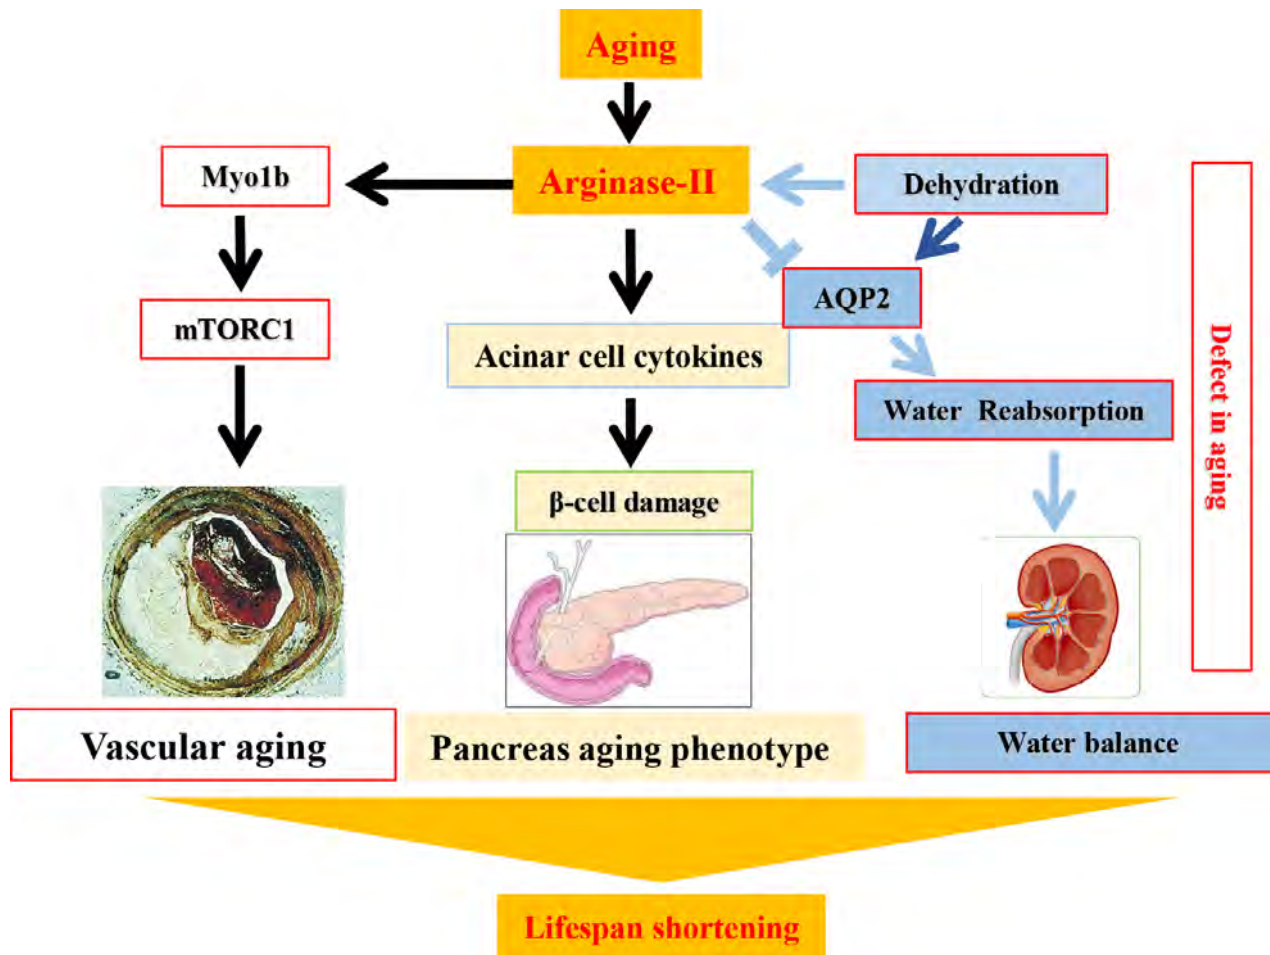 Aging
Myo1b
Arginase-II
Dehydration
AQP2
mTORC1
Acinar cell cytokines
Water Reabsorption
β-cell damage
Defect in aging
Vascular aging
Pancreas aging phenotype
Water balance
Lifespan shortening